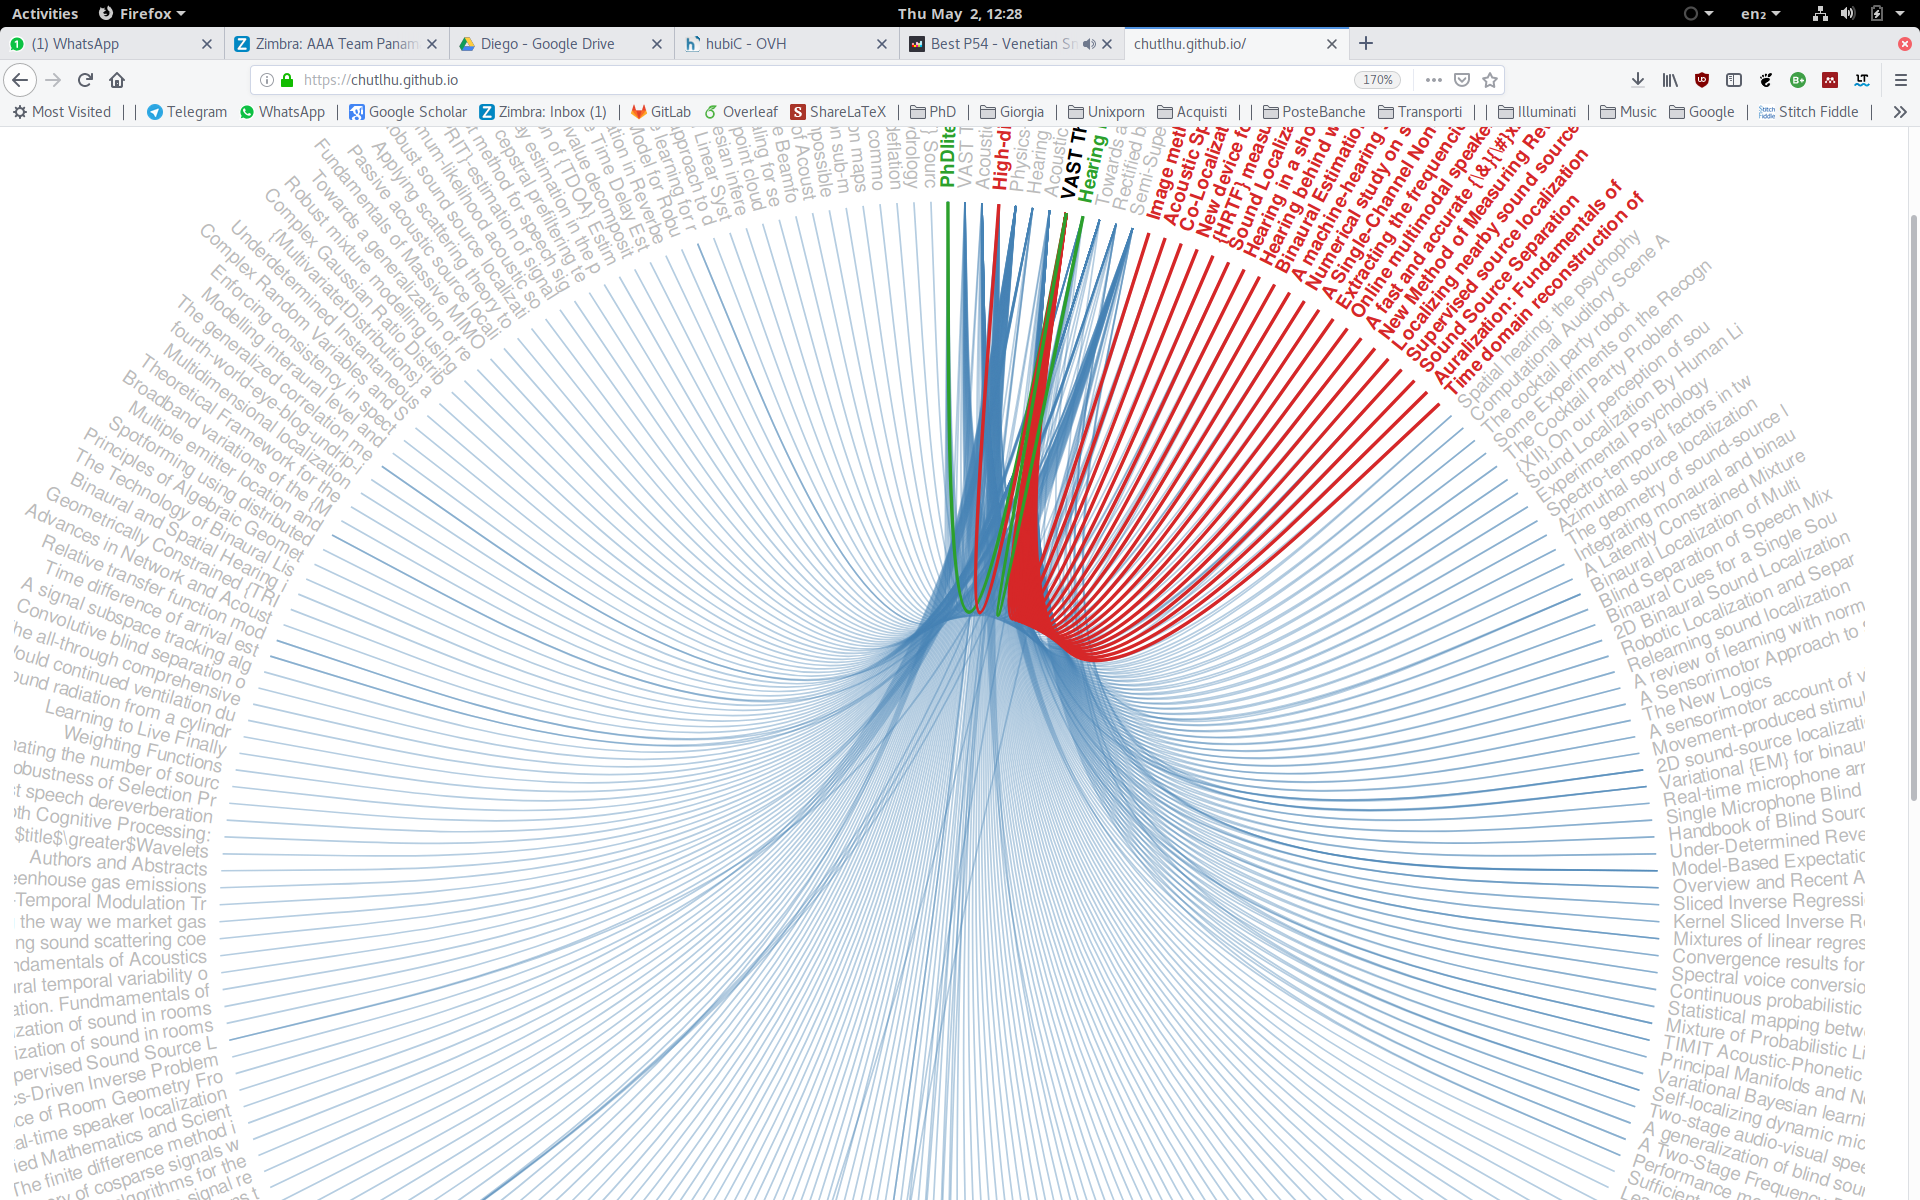 Activities Firefox Thu May 2, 12:28 en₂
(1) WhatsApp Zimbra: AAA Team Panam Diego - Google Drive hubiC - OVH Best P54 - Venetian Sn chutlhu.github.io/
https://chutlhu.github.io 170%
Most Visited Telegram WhatsApp Google Scholar Zimbra: Inbox (1) GitLab Overleaf ShareLaTeX PhD Giorgia Unixporn Acquisti PosteBanche Transporti Illuminati Music Google Stitch Fiddle
PhDlite
VAST T
Acoustic
High-di
Physics-
Hearing
Acoustic
VAST Th
Hearing
Towards a
Rectified b
Semi-Supe
Image meth
Acoustic Sp
Co-Localizat
New device fo
{HRTF} measu
Sound Localiza
Hearing in a sho
Hearing behind w
Binaural Estimatio
A machine-hearing
Numerical study on s
A Single-Channel Non
Extracting the frequenci
Online multimodal speake
A fast and accurate {\&}{\#}x
New Method of Measuring Re
Localizing nearby sound source
Supervised source localization
Sound Source Separation
Auralization: Fundamentals of
Time domain reconstruction of
Spatial hearing: the psychophy
Computational Auditory Scene A
The cocktail party robot
Some Experiments on the Recogn
The Cocktail Party Problem
{XIII}.On our perception of sou
Sound Localization By Human Li
Experimental Psychology
Spectro-temporal factors in tw
Azimuthal source localization
The geometry of sound-source l
Integrating monaural and binau
A Latently Constrained Mixture
Binaural Localization of Multi
Blind Separation of Speech Mix
Binaural Cues for a Single Sou
2D Binaural Sound Localization
Robotic Localization and Separ
Relearning sound localization
A review of learning with norm
A Sensorimotor Approach to
The New Logics
A sensorimotor account of v
Movement-produced stimul
2D sound-source localizati
Variational {EM} for binau
Real-time microphone arr
Single Microphone Blind
Handbook of Blind Sourc
Under-Determined Reve
Model-Based Expectatio
Overview and Recent A
Sliced Inverse Regressi
Kernel Sliced Inverse Re
Mixtures of linear regres
Convergence results for
Spectral voice conversio
Continuous probabilistic
Statistical mapping betw
Mixture of Probabilistic Li
TIMIT Acoustic-Phonetic
Principal Manifolds and N
Variational Bayesian learni
Self-localizing dynamic mic
Two-stage audio-visual spee
A generalization of blind sour
A Two-Stage Frequency
Performance me
Sufficient
{ Sourc
drology
deflation
commo
on maps
on sub-m
npossible
of Acoust
e Beamfo
aling for se
point cloud
esian infere
Linear Syst
approach to d
e learning for r
Model for Robu
ation in Reverbe
Time Delay Est
value decomposit
n of {TDOA} Estim
ey estimation in the p
cepstral prefiltering te
t method for speech sig
{RIT}-estimation of signal
mum-likelihood acoustic so
obust sound source localizati
Applying scattering theory to
Passive acoustic source locali
Fundamentals of Massive MIMO
Towards a generalization of re
Robust mixture modelling using
Complex Gaussian Ratio Distrib
{MultivariatetDistributions} a
Underdetermined Instantaneous
Complex Random Variables and S
Enforcing consistency in spect
Modeling interaural level and
The generalized correlation me
fourth-world-eye-blog-undrip-i
Multidimensional localization
Theoretical Framework for the
Broadband variations of the {M
Multiple emitter location and
Spotforming using distributed
Principles of Algebraic Geomet
The Technology of Binaural Lis
Binaural and Spatial Hearing i
Geometrically Constrained {TRI
Advances in Network and Acoust
Relative transfer function mod
Time difference of arrival est
A signal subspace tracking alg
Convolutive blind separation o
he all-through comprehensive
ould continued ventilation du
ound radiation from a cylindr
Learning to Live Finally
Weighting Functions
nating the number of sourc
obustness of Selection Pr
t speech dereverberation
oth Cognitive Processing:
$title$\greater$Wavelets
Authors and Abstracts
eenhouse gas emissions
-Temporal Modulation Tr
the way we market gas
ng sound scattering coe
ndamentals of Acoustics
ural temporal variability o
ation. Fundmamentals of
zation of sound in rooms
ization of sound in rooms
pervised Sound Source L
s-Driven Inverse Problem
ce of Room Geometry Fro
al-time speaker localization
ied Mathematics and Scient
The finite difference method i
ry of cosparse signals w
lgorithms for the
signal re